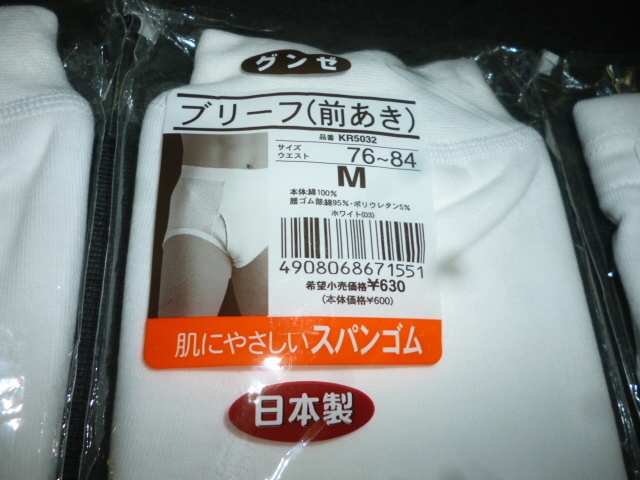 グンゼ
ブリーフ(前あき)
品番 KR5032
サイズ
ウエスト 76~84
M
本体:綿100%
腰ゴム部:綿95%・ポリウレタン5%
ホワイト(03)
4908068671551
希望小売価格¥630
(本体価格¥600)
肌にやさしいスパンゴム
日本製